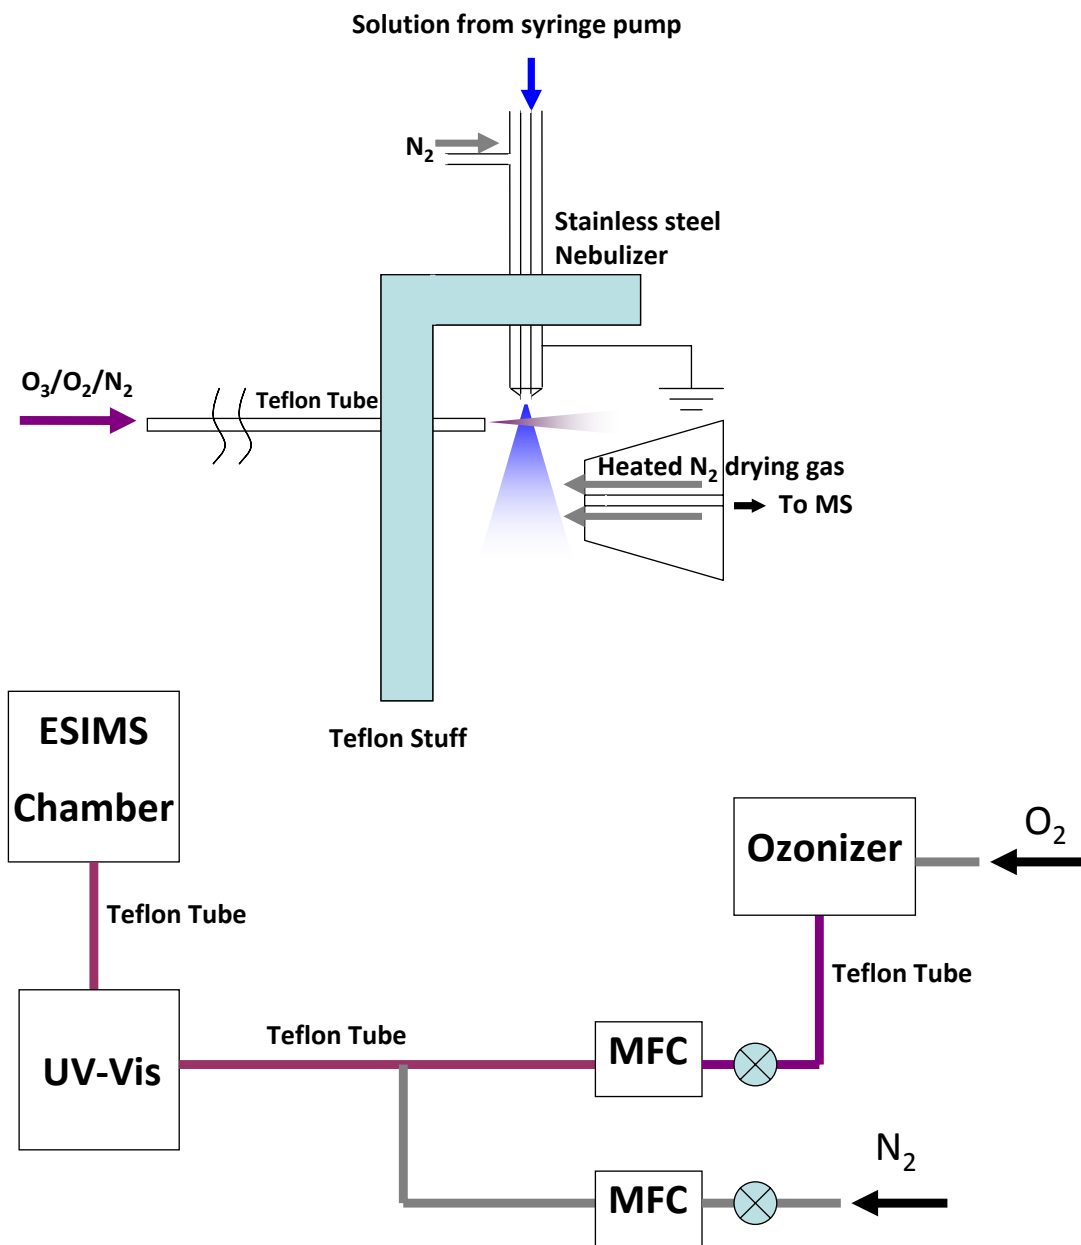 Solution from syringe pump
N₂
Stainless steel
Nebulizer
O₃/O₂/N₂
Teflon Tube
Heated N₂ drying gas
To MS
Teflon Stuff
ESIMS
Chamber
Ozonizer
O₂
Teflon Tube
Teflon Tube
Teflon Tube
MFC
UV-Vis
N₂
MFC